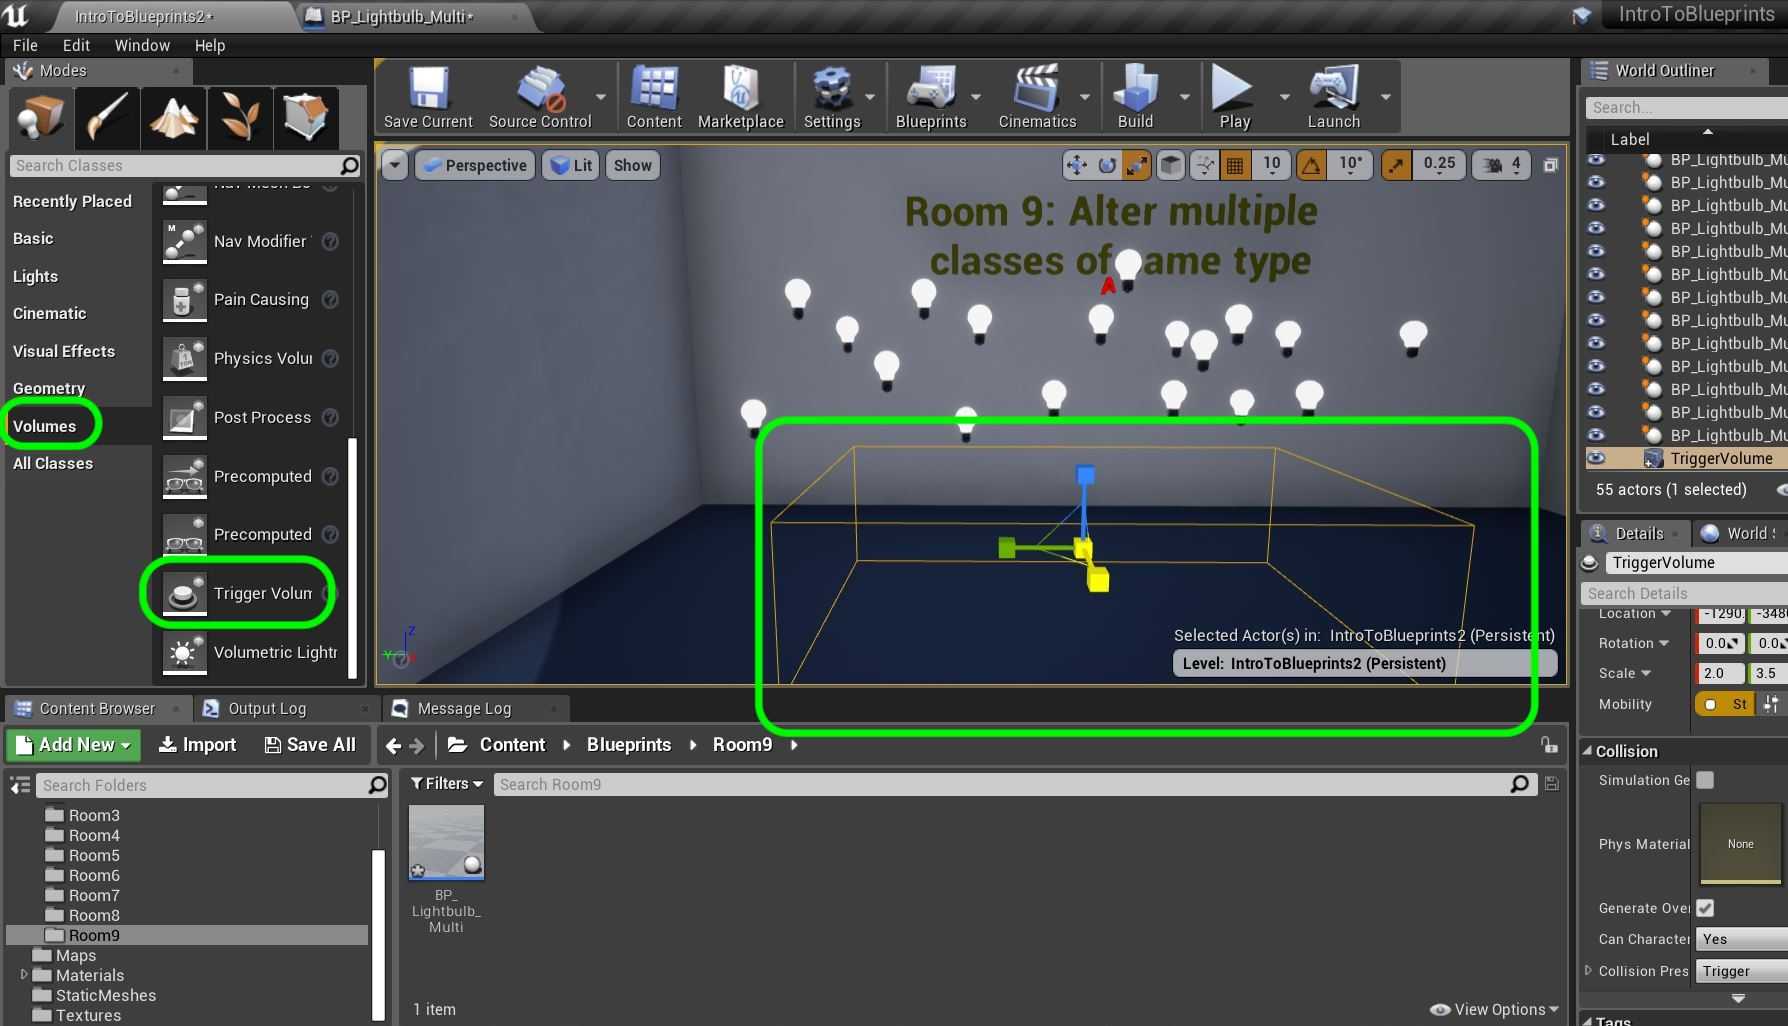 IntroToBlueprints2*
BP_Lightbulb_Multi*
IntroToBlueprints
File Edit Window Help
Modes
Search Classes
Recently Placed
Basic
Lights
Cinematic
Visual Effects
Geometry
Volumes
All Classes
M
Nav Modifier
Pain Causing
Physics Volu
Post Process
Precomputed
Precomputed
Trigger Volum
Volumetric Light
Save Current
Source Control
Content
Marketplace
Settings
Blueprints
Cinematics
Build
Play
Launch
Perspective
Lit
Show
10
10°
0.25
4
Room 9: Alter multiple
classes of ame type
A
Z
Y
Selected Actor(s) in: IntroToBlueprints2 (Persistent)
Level: IntroToBlueprints2 (Persistent)
World Outliner
Search...
Label
BP_Lightbulb_Mu
BP_Lightbulb_Mu
BP_Lightbulb_Mu
BP_Lightbulb_Mu
BP_Lightbulb_Mu
BP_Lightbulb_Mu
BP_Lightbulb_Mu
BP_Lightbulb_Mu
BP_Lightbulb_Mu
BP_Lightbulb_Mu
BP_Lightbulb_Mu
BP_Lightbulb_Mu
BP_Lightbulb_Mu
TriggerVolume
55 actors (1 selected)
Details
World
TriggerVolume
Search Details
Location -1290 -348
Rotation 0.0 0.0
Scale 2.0 3.5
Mobility St
Collision
Simulation Ge
Phys Material None
Generate Over
Can Character Yes
Collision Pres Trigger
Tags
Content Browser
Output Log
Message Log
Add New
Import
Save All
Content
Blueprints
Room9
Search Folders
Room3
Room4
Room5
Room6
Room7
Room8
Room9
Maps
Materials
StaticMeshes
Textures
Filters
Search Room9
BP_
Lightbulb_
Multi
1 item
View Options